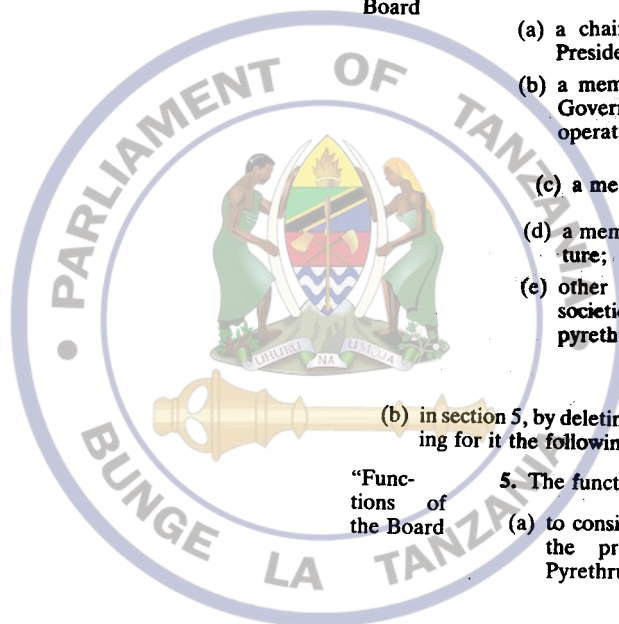 Board
(a) a chai
Preside
(b) a mem
Gover
operat
(c) a me
(d) a mem
ture;
(e) other
societi
pyreth
(b) in section 5, by deletin
ing for it the followin
"Func-
tions of
the Board
5. The funct
(a) to consi
the pr
Pyrethr
PARLIAMENT OF TANZANIA
UHURU NA UMOJA
BUNGE LA TANZANIA